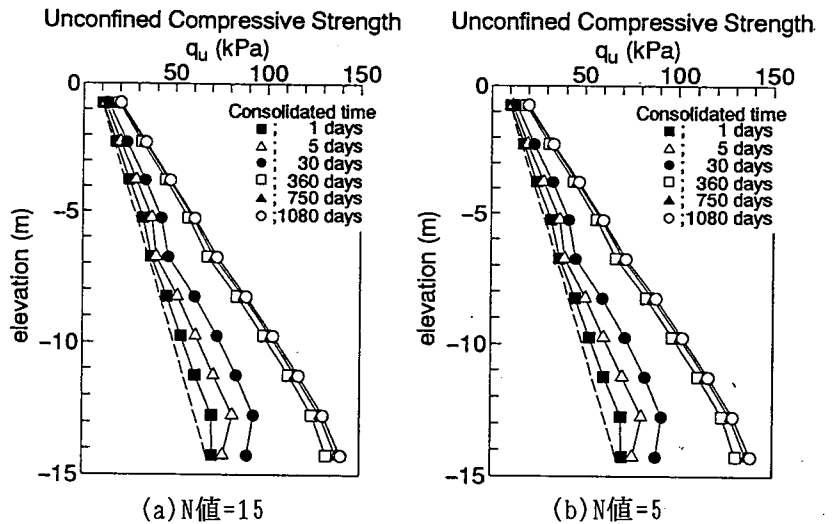 Unconfined Compressive Strength
qu (kPa)
50 100 150
0
−5
−10
−15
elevation (m)
Consolidated time
■ ; 1 days
△ ; 5 days
● ; 30 days
□ ; 360 days
▲ ; 750 days
○ ; 1080 days
(a)N値=15
Unconfined Compressive Strength
qu (kPa)
50 100 150
0
−5
−10
−15
elevation (m)
Consolidated time
■ ; 1 days
△ ; 5 days
● ; 30 days
□ ; 360 days
▲ ; 750 days
○ ; 1080 days
(b)N値=5